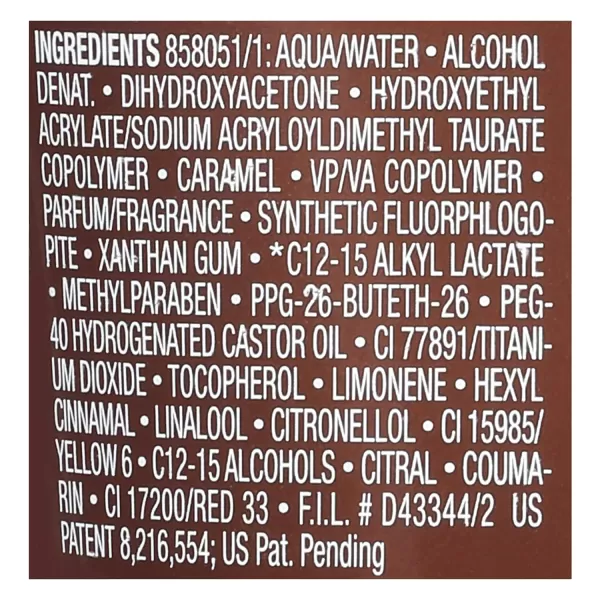 INGREDIENTS 858051/1: AQUA/WATER • ALCOHOL
DENAT. • DIHYDROXYACETONE • HYDROXYETHYL
ACRYLATE/SODIUM ACRYLOYLDIMETHYL TAURATE
COPOLYMER • CARAMEL • VP/VA COPOLYMER •
PARFUM/FRAGRANCE • SYNTHETIC FLUORPHLOGO-
PITE • XANTHAN GUM • *C12-15 ALKYL LACTATE
• METHYLPARABEN • PPG-26-BUTETH-26 • PEG-
40 HYDROGENATED CASTOR OIL • CI 77891/TITANI-
UM DIOXIDE • TOCOPHEROL • LIMONENE • HEXYL
CINNAMAL • LINALOOL • CITRONELLOL • CI 15985/
YELLOW 6 • C12-15 ALCOHOLS • CITRAL • COUMA-
RIN • CI 17200/RED 33 • F.I.L. # D43344/2 US
PATENT 8,216,554; US Pat. Pending